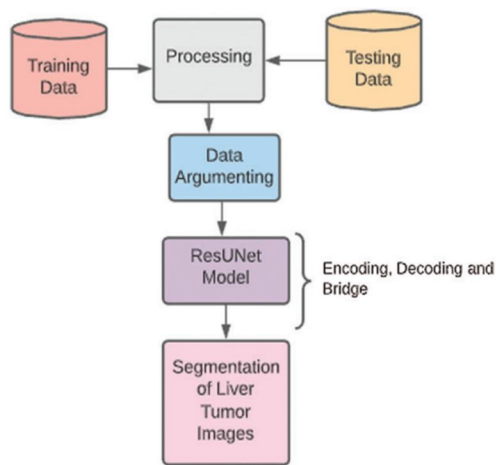 Training
Data
Processing
Testing
Data
Data
Argumenting
ResUNet
Model
Encoding, Decoding and
Bridge
Segmentation
of Liver
Tumor
Images